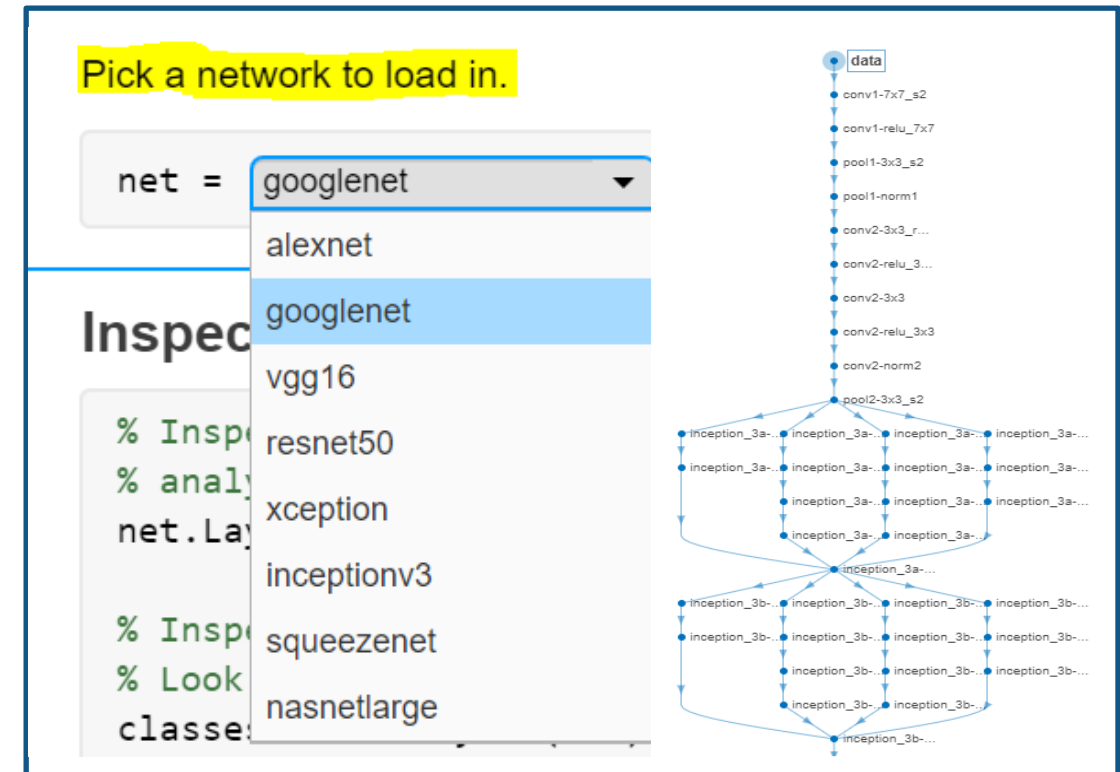 Pick a network to load in.
net = googlenet
alexnet
googlenet
vgg16
resnet50
xception
inceptionv3
squeezenet
nasnetlarge
Inspec
% Inspe
% analy
net.Lay
% Inspe
% Look
classes
data
conv1-7x7_s2
conv1-relu_7x7
pool1-3x3_s2
pool1-norm1
conv2-3x3_r...
conv2-relu_3...
conv2-3x3
conv2-relu_3x3
conv2-norm2
pool2-3x3_s2
inception_3a-... inception_3a-... inception_3a-... inception_3a-...
inception_3a-... inception_3a-... inception_3a-... inception_3a-...
inception_3a-... inception_3a-... inception_3a-...
inception_3a-... inception_3a-...
inception_3a-...
inception_3b-... inception_3b-... inception_3b-... inception_3b-...
inception_3b-... inception_3b-... inception_3b-... inception_3b-...
inception_3b-... inception_3b-... inception_3b-...
inception_3b-... inception_3b-...
inception_3b-...